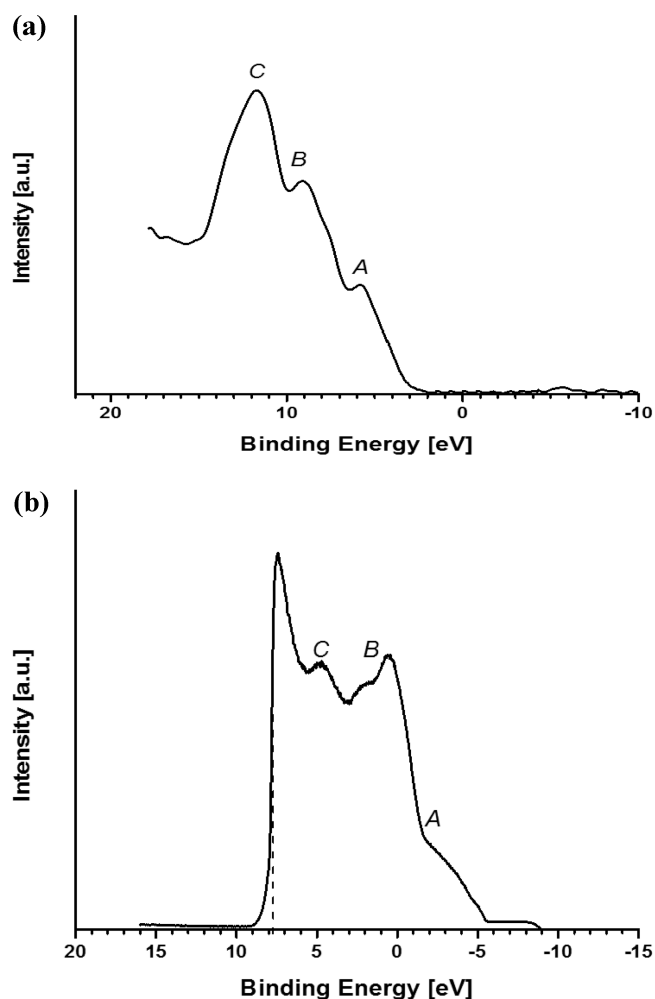 (a)
C
B
A
Intensity [a.u.]
20 10 0 -10
Binding Energy [eV]
(b)
C B
A
Intensity [a.u.]
20 15 10 5 0 -5 -10 -15
Binding Energy [eV]